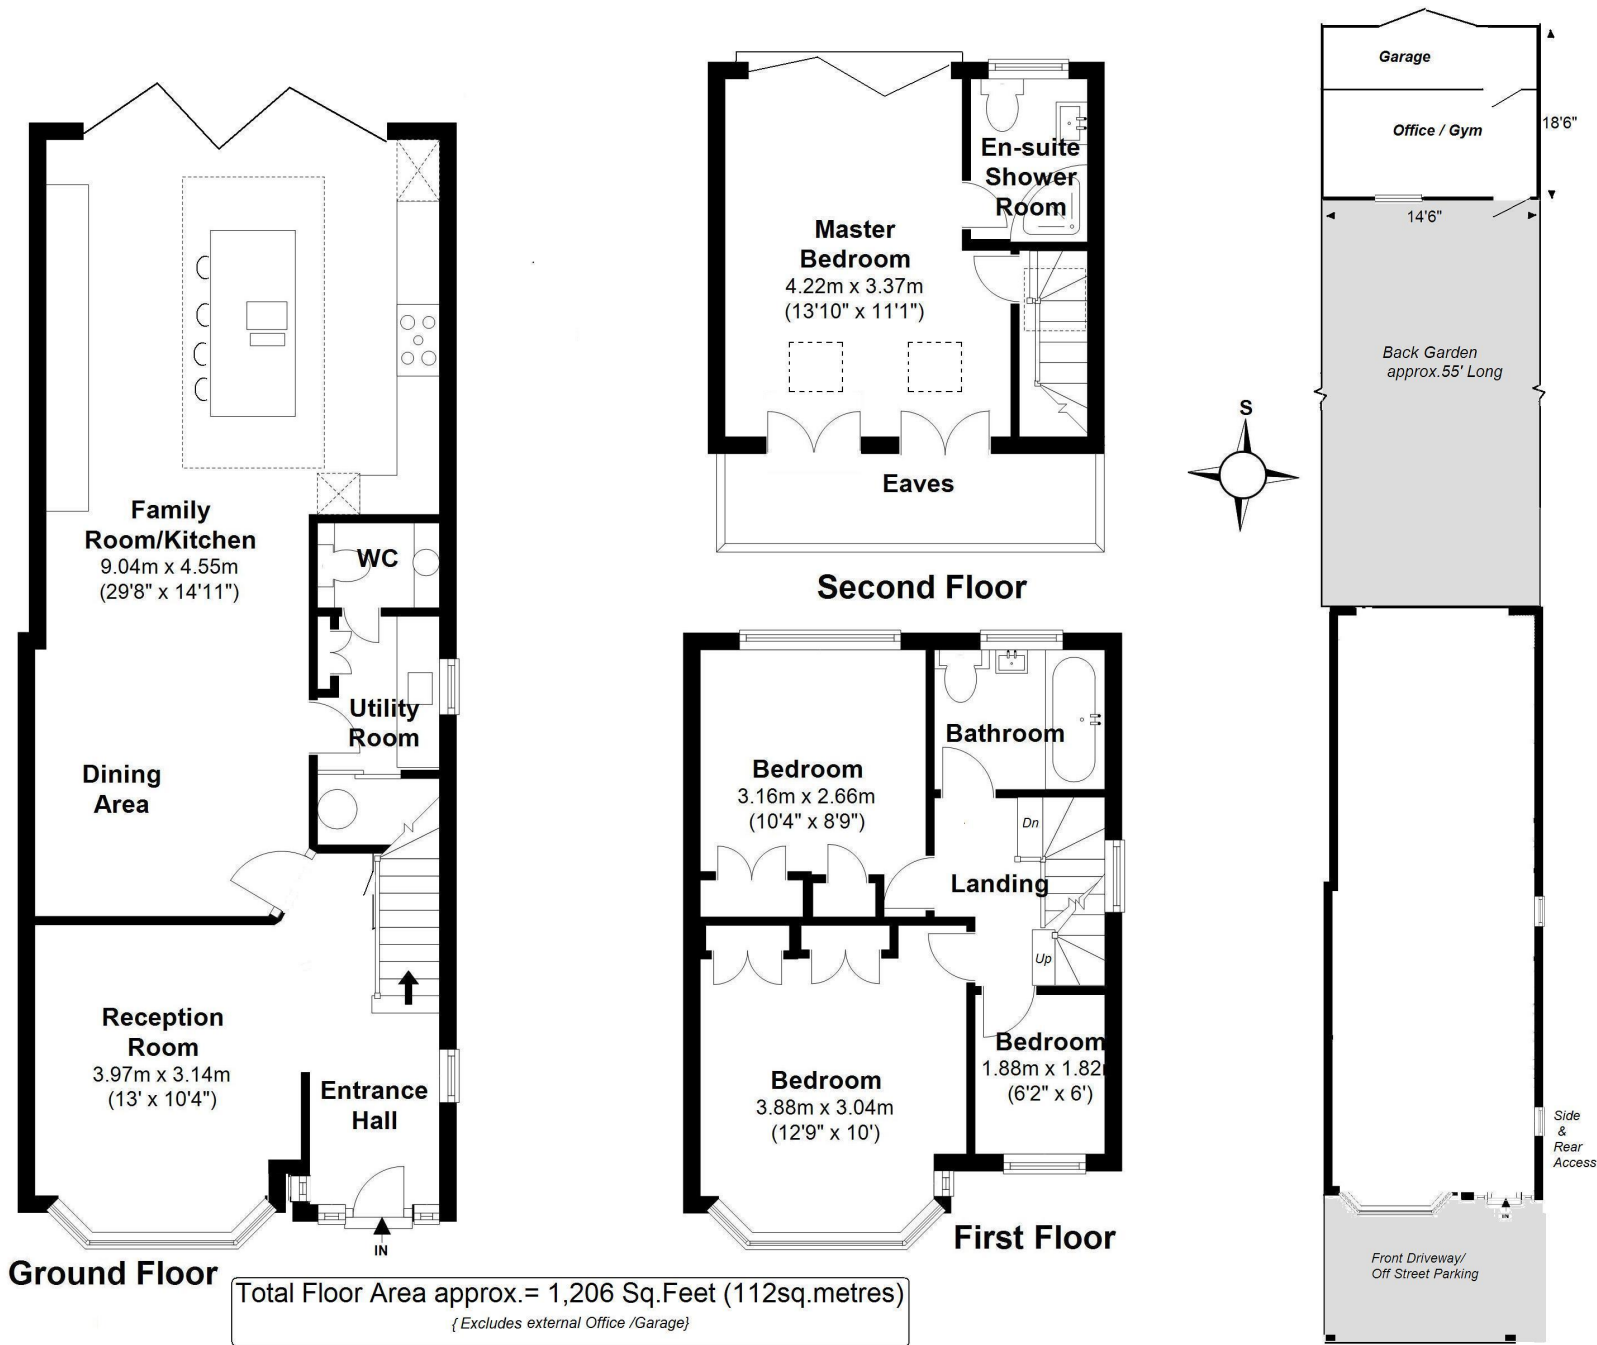 Family
Room/Kitchen
9.04m x 4.55m
(29'8" x 14'11")
WC
Utility
Room
Dining
Area
Reception
Room
3.97m x 3.14m
(13' x 10'4")
Entrance
Hall
IN
Ground Floor
En-suite
Shower
Room
Master
Bedroom
4.22m x 3.37m
(13'10" x 11'1")
Eaves
Second Floor
Bathroom
Bedroom
3.16m x 2.66m
(10'4" x 8'9")
Dn
Landing
Up
Bedroom
1.88m x 1.82
(6'2" x 6')
Bedroom
3.88m x 3.04m
(12'9" x 10')
First Floor
Total Floor Area approx.= 1,206 Sq.Feet (112sq.metres)
{ Excludes external Office /Garage}
S
Garage
Office / Gym
18'6"
14'6"
Back Garden
approx.55' Long
Side
&
Rear
Access
IN
Front Driveway/
Off Street Parking